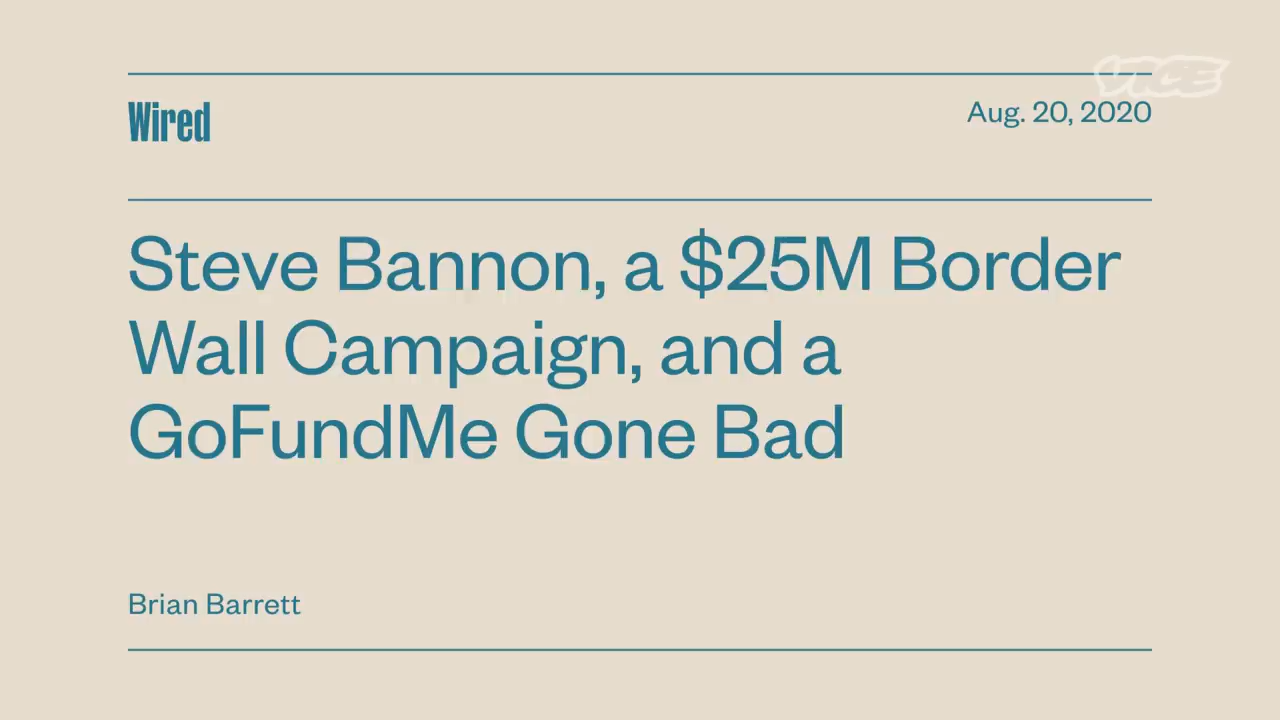 VICE
Wired
Aug. 20, 2020
Steve Bannon, a $25M Border
Wall Campaign, and a
GoFundMe Gone Bad
Brian Barrett